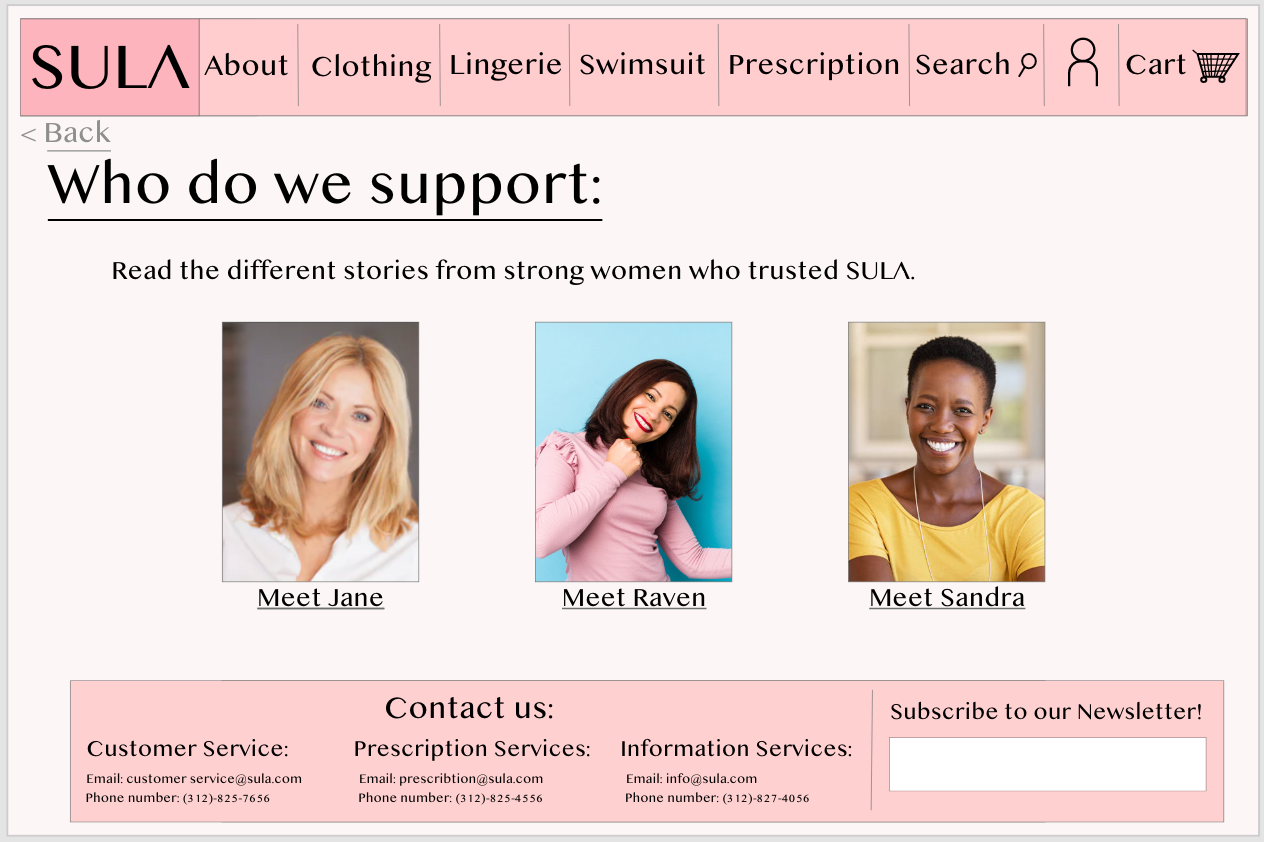 SULA
About
Clothing
Lingerie
Swimsuit
Prescription
Search
Cart
< Back
Who do we support:
Read the different stories from strong women who trusted SULA.
Meet Jane
Meet Raven
Meet Sandra
Contact us:
Customer Service:
Email: customer service@sula.com
Phone number: (312)-825-7656
Prescription Services:
Email: prescribtion@sula.com
Phone number: (312)-825-4556
Information Services:
Email: info@sula.com
Phone number: (312)-827-4056
Subscribe to our Newsletter!